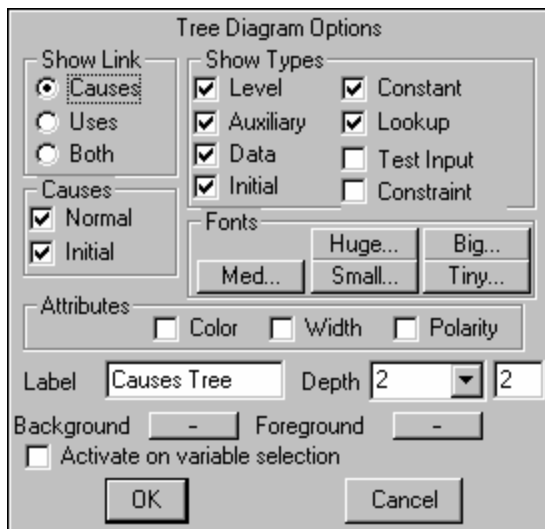 Tree Diagram Options
Show Link
Causes
Uses
Both
Show Types
Level
Constant
Auxiliary
Lookup
Data
Test Input
Initial
Constraint
Causes
Normal
Initial
Fonts
Huge... Big...
Med... Small... Tiny...
Attributes
Color Width Polarity
Label Causes Tree Depth 2 2
Background - Foreground -
Activate on variable selection
OK Cancel